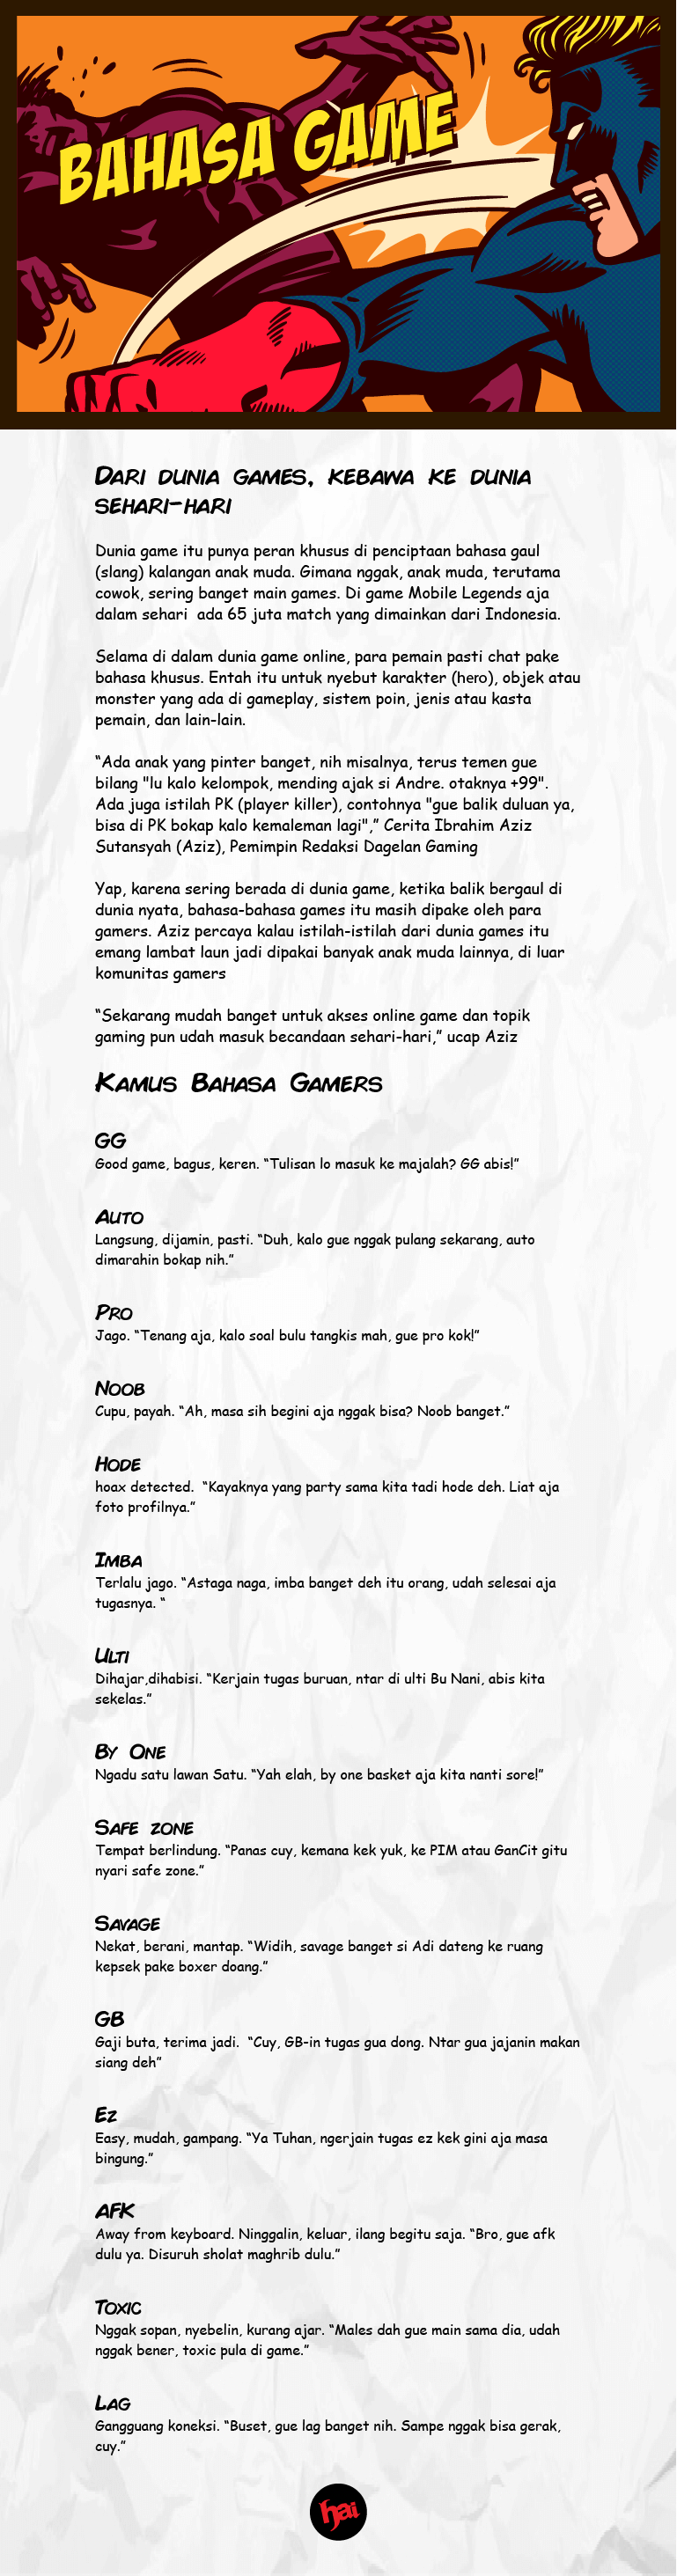 BAHASA GAME
Dari dunia games, kebawa ke dunia
sehari-hari
Dunia game itu punya peran khusus di penciptaan bahasa gaul
(slang) kalangan anak muda. Gimana nggak, anak muda, terutama
cowok, sering banget main games. Di game Mobile Legends aja
dalam sehari  ada 65 juta match yang dimainkan dari Indonesia.
Selama di dalam dunia game online, para pemain pasti chat pake
bahasa khusus. Entah itu untuk nyebut karakter (hero), objek atau
monster yang ada di gameplay, sistem poin, jenis atau kasta
pemain, dan lain-lain.
“Ada anak yang pinter banget, nih misalnya, terus temen gue
bilang "lu kalo kelompok, mending ajak si Andre. otaknya +99".
Ada juga istilah PK (player killer), contohnya "gue balik duluan ya,
bisa di PK bokap kalo kemaleman lagi",” Cerita Ibrahim Aziz
Sutansyah (Aziz), Pemimpin Redaksi Dagelan Gaming
Yap, karena sering berada di dunia game, ketika balik bergaul di
dunia nyata, bahasa-bahasa games itu masih dipake oleh para
gamers. Aziz percaya kalau istilah-istilah dari dunia games itu
emang lambat laun jadi dipakai banyak anak muda lainnya, di luar
komunitas gamers
“Sekarang mudah banget untuk akses online game dan topik
gaming pun udah masuk becandaan sehari-hari,” ucap Aziz
Kamus Bahasa Gamers
GG
Good game, bagus, keren. “Tulisan lo masuk ke majalah? GG abis!”
Auto
Langsung, dijamin, pasti. “Duh, kalo gue nggak pulang sekarang, auto
dimarahin bokap nih.”
Pro
Jago. “Tenang aja, kalo soal bulu tangkis mah, gue pro kok!”
Noob
Cupu, payah. “Ah, masa sih begini aja nggak bisa? Noob banget.”
Hode
hoax detected.  “Kayaknya yang party sama kita tadi hode deh. Liat aja
foto profilnya.”
Imba
Terlalu jago. “Astaga naga, imba banget deh itu orang, udah selesai aja
tugasnya. “
Ulti
Dihajar,dihabisi. “Kerjain tugas buruan, ntar di ulti Bu Nani, abis kita
sekelas.”
By One
Ngadu satu lawan Satu. “Yah elah, by one basket aja kita nanti sore!”
Safe zone
Tempat berlindung. “Panas cuy, kemana kek yuk, ke PIM atau GanCit gitu
nyari safe zone.”
Savage
Nekat, berani, mantap. “Widih, savage banget si Adi dateng ke ruang
kepsek pake boxer doang.”
GB
Gaji buta, terima jadi.  “Cuy, GB-in tugas gua dong. Ntar gua jajanin makan
siang deh”
Ez
Easy, mudah, gampang. “Ya Tuhan, ngerjain tugas ez kek gini aja masa
bingung.”
AFK
Away from keyboard. Ninggalin, keluar, ilang begitu saja. “Bro, gue afk
dulu ya. Disuruh sholat maghrib dulu.”
Toxic
Nggak sopan, nyebelin, kurang ajar. “Males dah gue main sama dia, udah
nggak bener, toxic pula di game.”
Lag
Gangguang koneksi. “Buset, gue lag banget nih. Sampe nggak bisa gerak,
cuy.”
hai